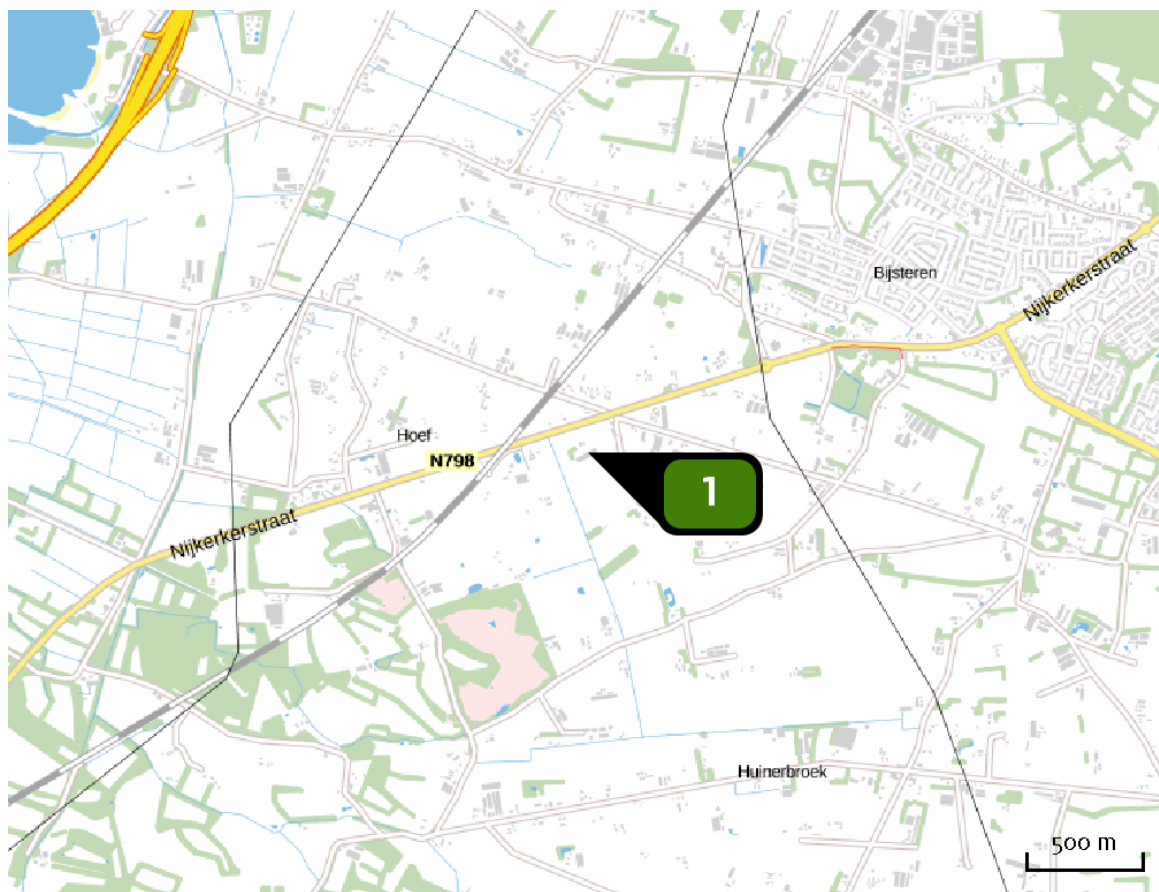 Bijsteren
Nijkerkerstraat
Hoef
N798
1
Nijkerkerstraat
Huinerbroek
500 m